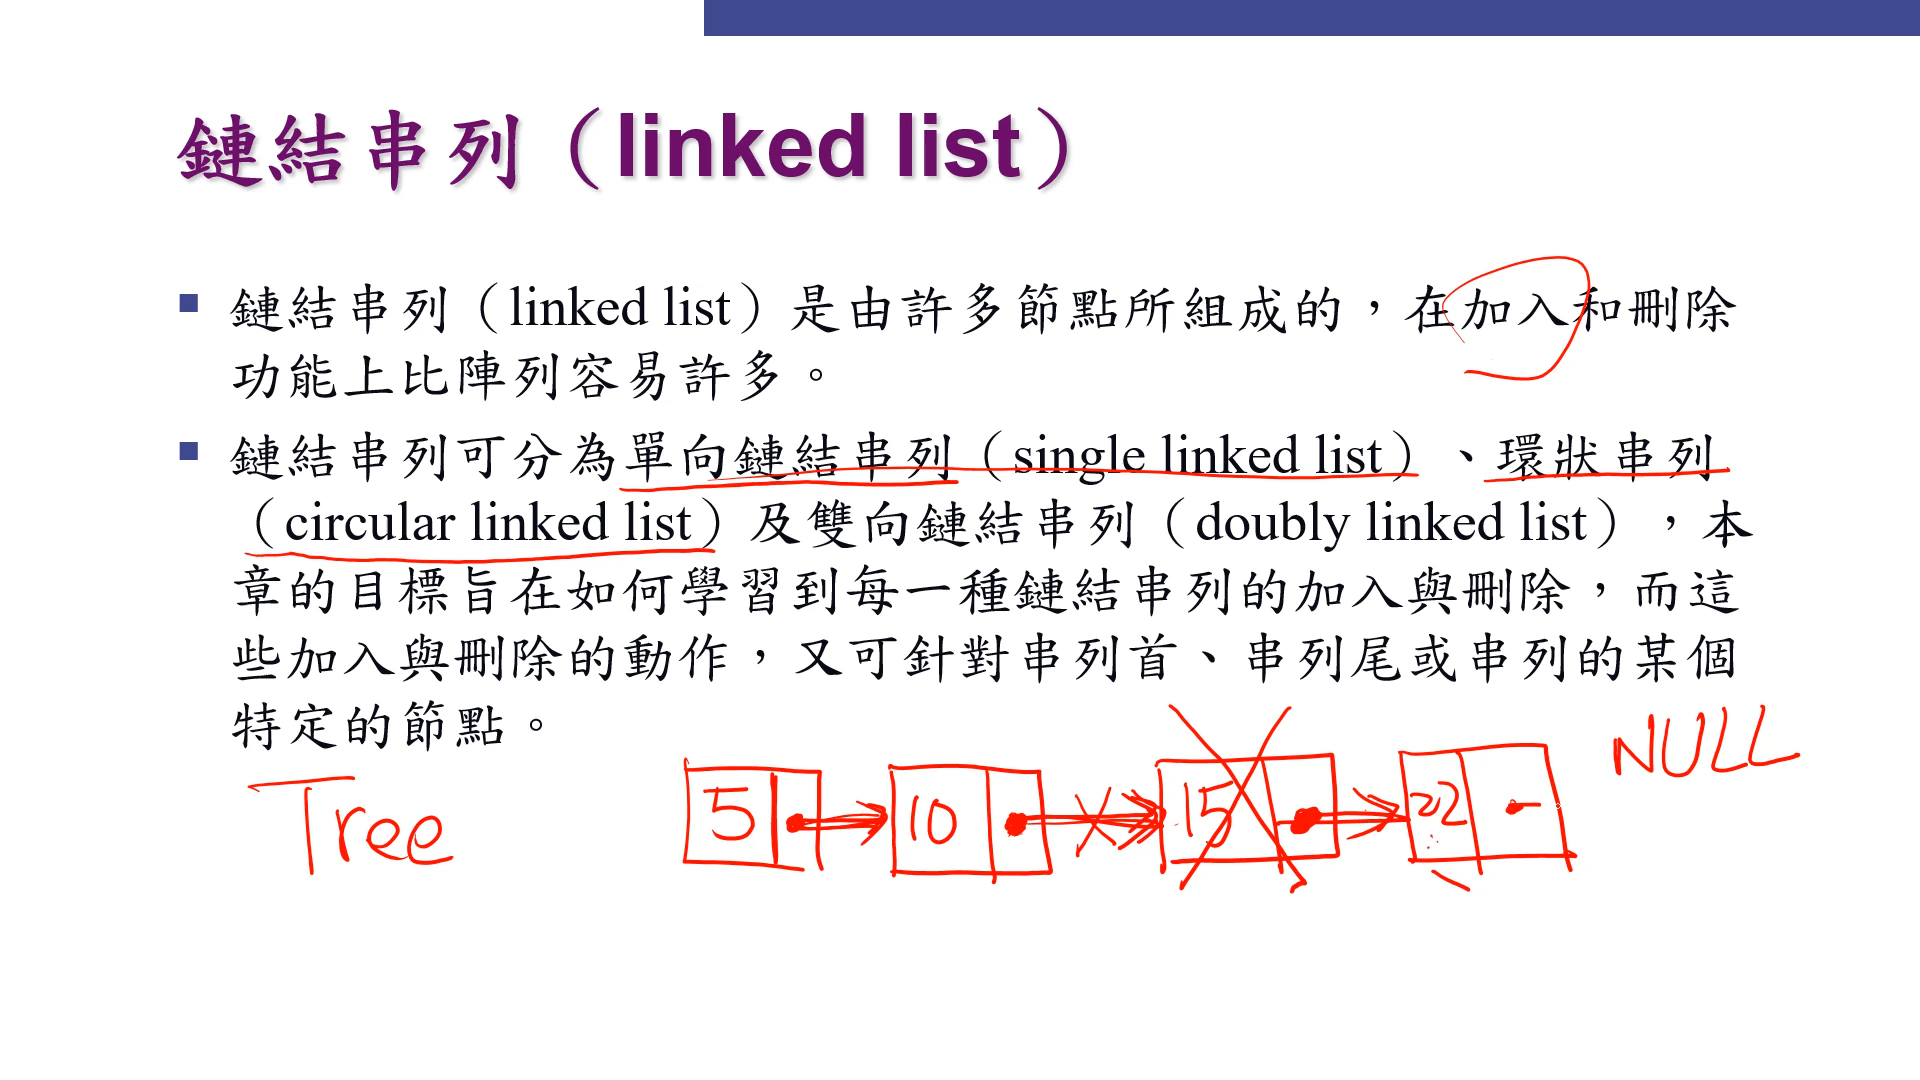 鏈結串列（linked list）
鏈結串列（linked list）是由許多節點所組成的，在加入和刪除
功能上比陣列容易許多。
鏈結串列可分為單向鏈結串列（single linked list）、環狀串列
（circular linked list）及雙向鏈結串列（doubly linked list），本
章的目標旨在如何學習到每一種鏈結串列的加入與刪除，而這
些加入與刪除的動作，又可針對串列首、串列尾或串列的某個
特定的節點。
NULL
Tree
5 10 15 22